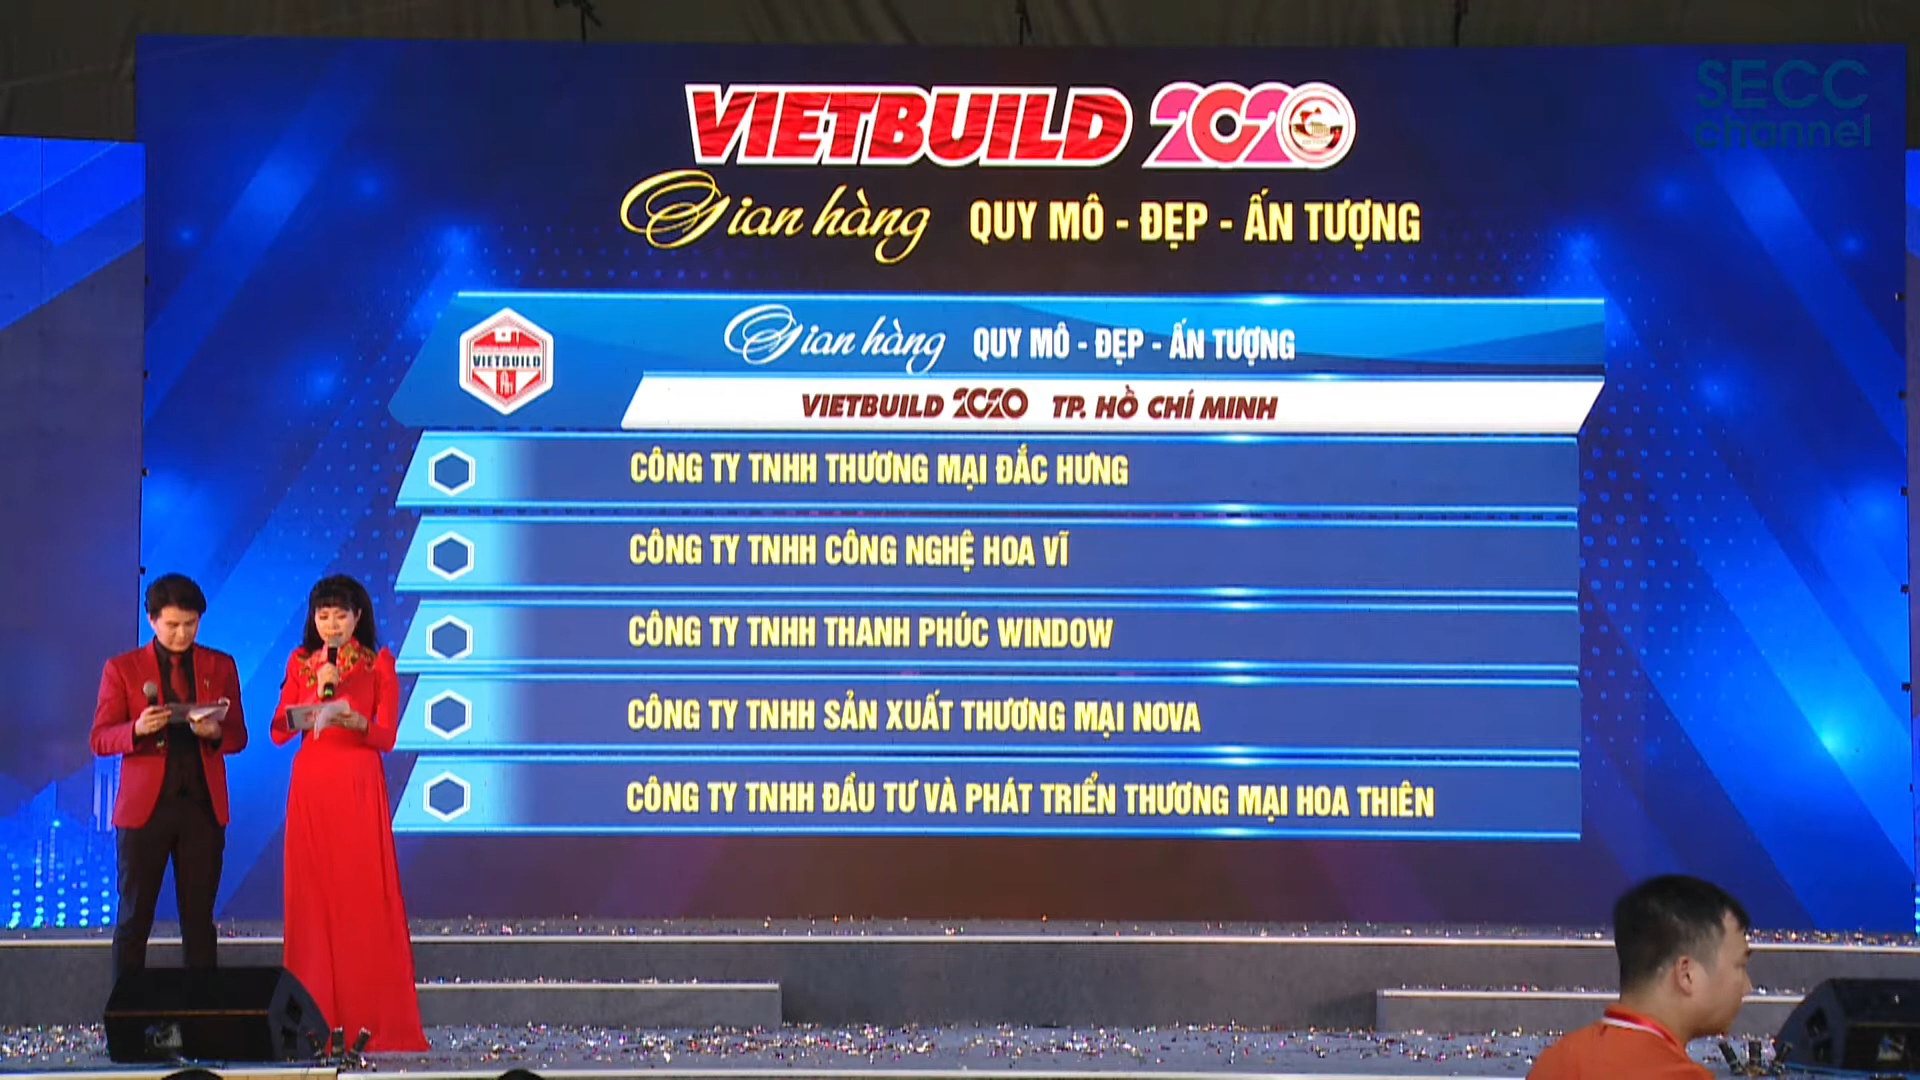 SECC
channel
VIETBUILD 2020
Gian hàng QUY MÔ - ĐẸP - ẤN TƯỢNG
Gian hàng QUY MÔ - ĐẸP - ẤN TƯỢNG
VIETBUILD
VIETBUILD 2020 TP. HỒ CHÍ MINH
CÔNG TY TNHH THƯƠNG MẠI ĐẮC HƯNG
CÔNG TY TNHH CÔNG NGHỆ HOA VĨ
CÔNG TY TNHH THANH PHÚC WINDOW
CÔNG TY TNHH SẢN XUẤT THƯƠNG MẠI NOVA
CÔNG TY TNHH ĐẦU TƯ VÀ PHÁT TRIỂN THƯƠNG MẠI HOA THIÊN